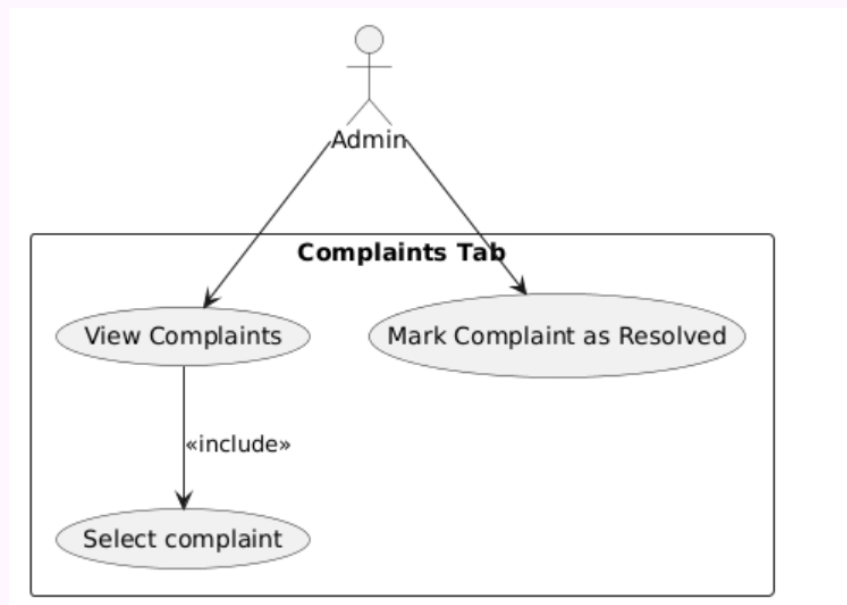 Admin
Complaints Tab
View Complaints
Mark Complaint as Resolved
«include»
Select complaint